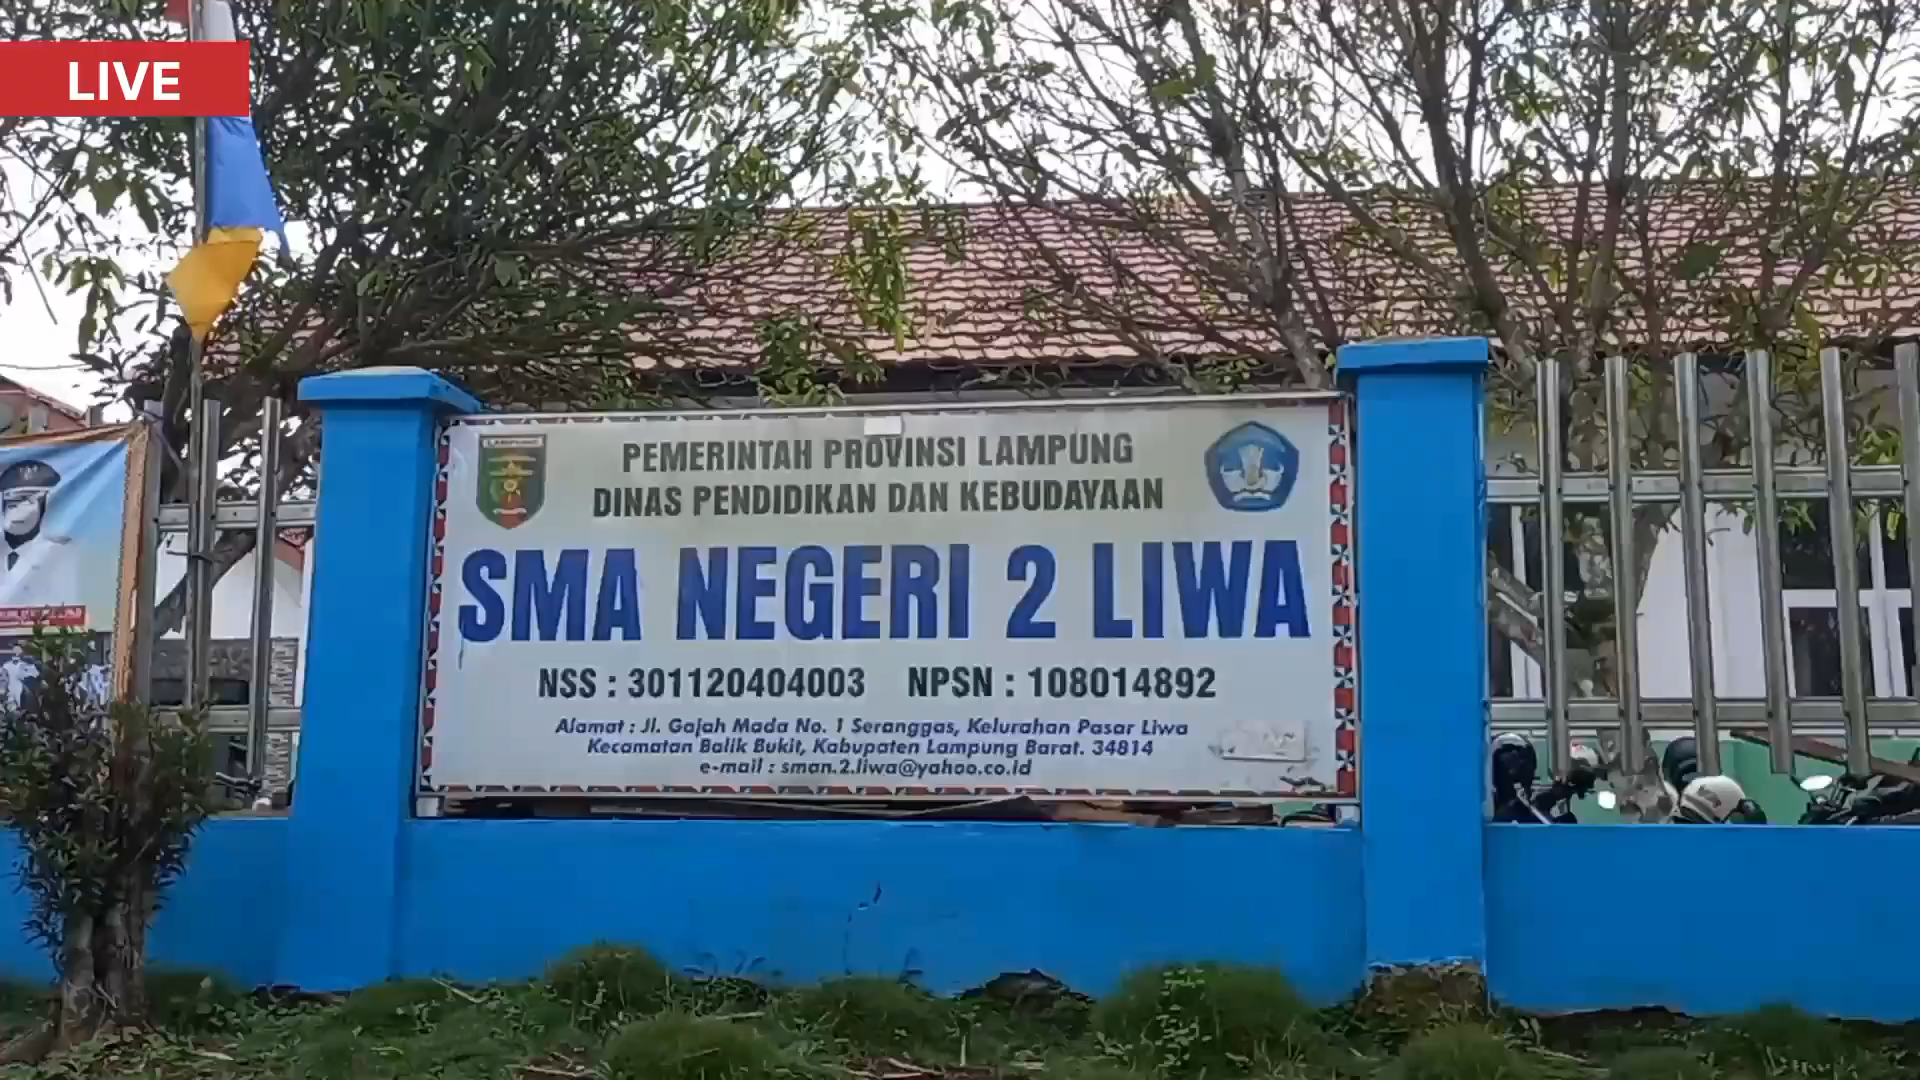 LIVE
LAMPUNG
PEMERINTAH PROVINSI LAMPUNG
DINAS PENDIDIKAN DAN KEBUDAYAAN
SMA NEGERI 2 LIWA
NSS : 301120404003 NPSN : 108014892
Alamat : Jl. Gajah Mada No. 1 Seranggas, Kelurahan Pasar Liwa
Kecamatan Balik Bukit, Kabupaten Lampung Barat. 34814
e-mail : sman.2.liwa@yahoo.co.id